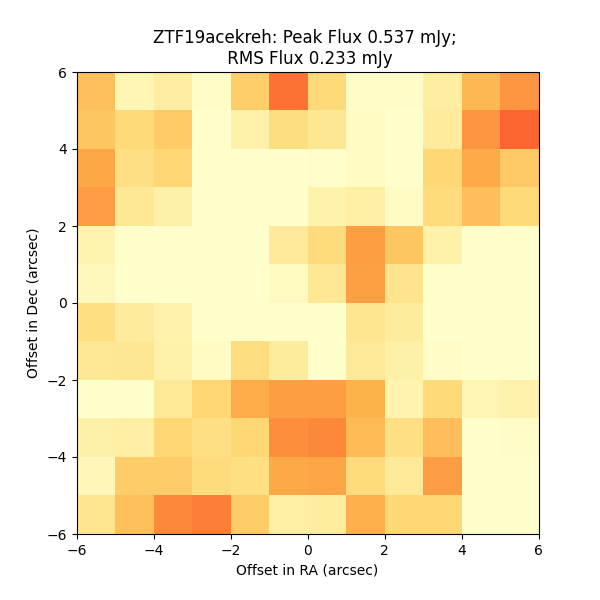 ZTF19acekreh: Peak Flux 0.537 mJy;
RMS Flux 0.233 mJy
6
4
2
0
−2
−4
−6
Offset in Dec (arcsec)
−6 −4 −2 0 2 4 6
Offset in RA (arcsec)